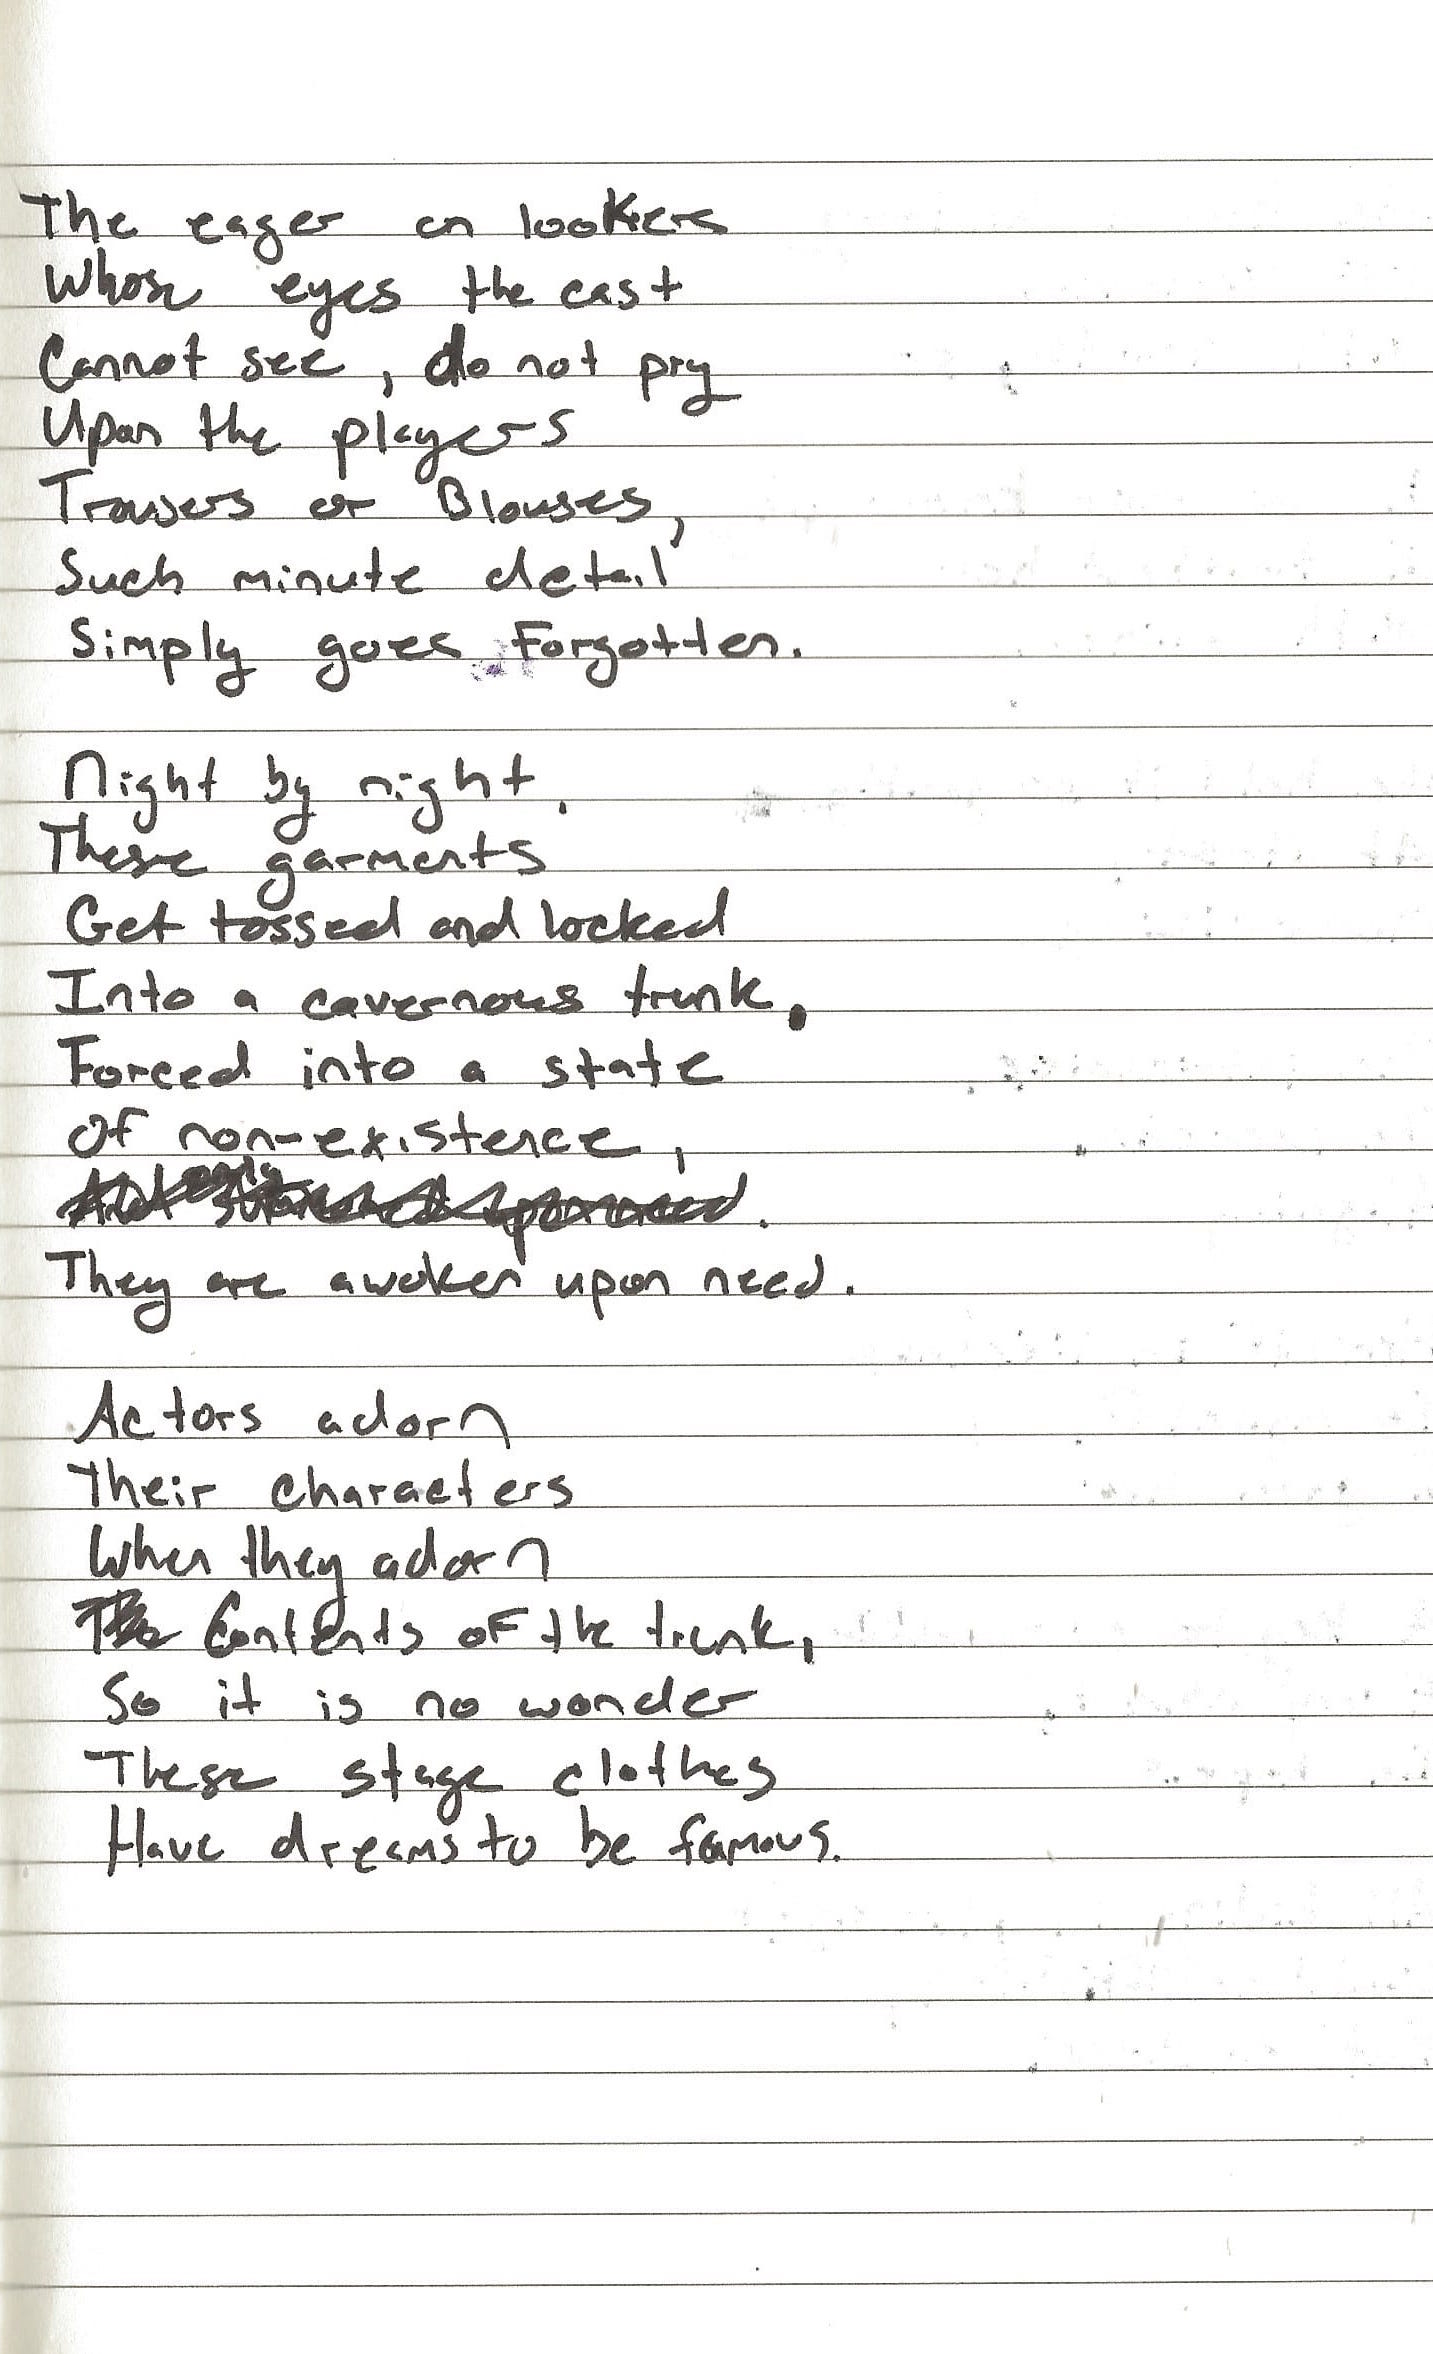 The eager on lookers
Whose eyes the cast
Cannot see, do not pry
Upon the players
Trousers or Blouses,
Such minute detail
Simply goes Forgotten.
Night by night,
These garments
Get tossed and locked
Into a cavernous trunk.
Forced into a state
Of non-existence,
They are awoken upon need.
Actors adorn
Their characters
When they adorn
Contents of the trunk,
So it is no wonder
These stage clothes
Have dreams to be famous.